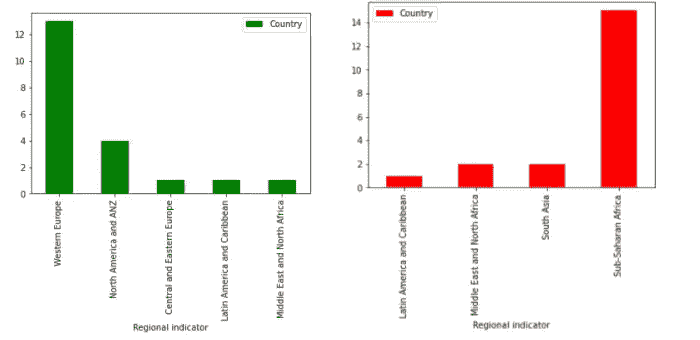 Country
12
10
8
6
4
2
0
Western Europe
North America and ANZ
Central and Eastern Europe
Latin America and Caribbean
Middle East and North Africa
Regional indicator
Country
14
12
10
8
6
4
2
0
Latin America and Caribbean
Middle East and North Africa
South Asia
Sub-Saharan Africa
Regional indicator